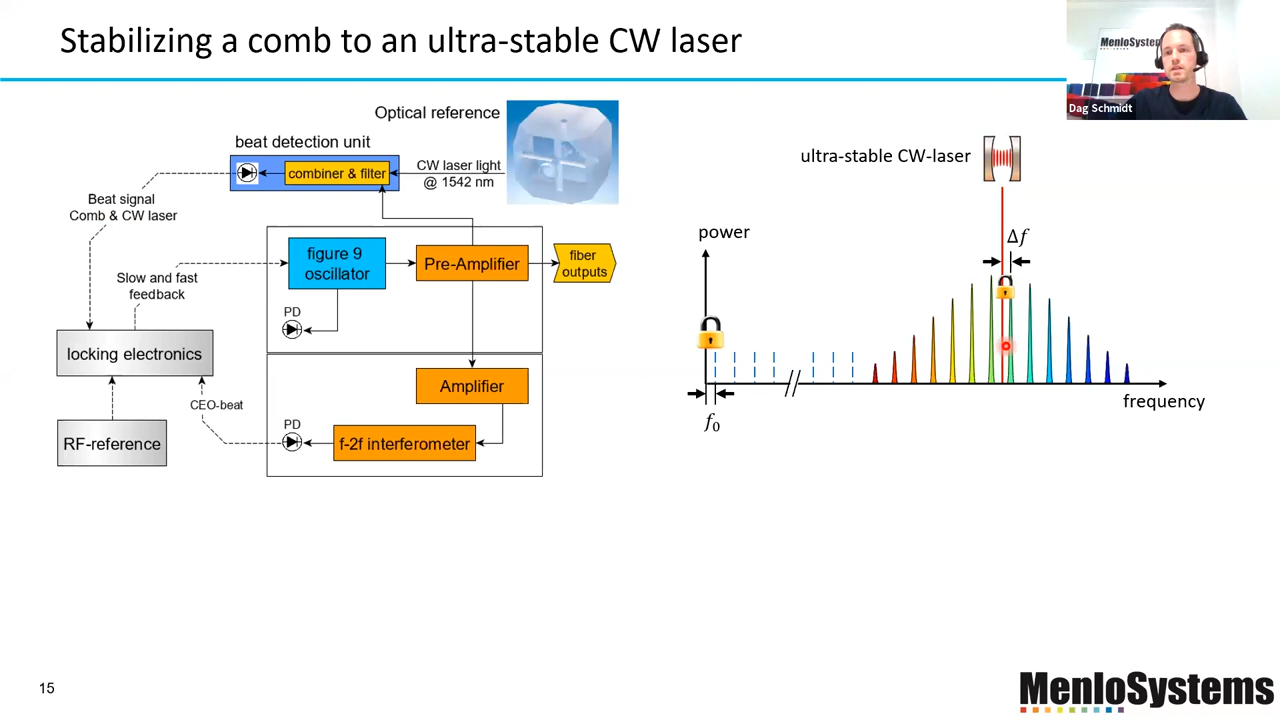 Stabilizing a comb to an ultra-stable CW laser
MenloSystems
Dag Schmidt
Optical reference
beat detection unit
combiner & filter
CW laser light
@ 1542 nm
Beat signal
Comb & CW laser
figure 9
oscillator
Pre-Amplifier
fiber
outputs
Slow and fast
feedback
PD
locking electronics
Amplifier
CEO-beat
RF-reference
PD
f-2f interferometer
ultra-stable CW-laser
power
Δf
frequency
f0
15
MenloSystems